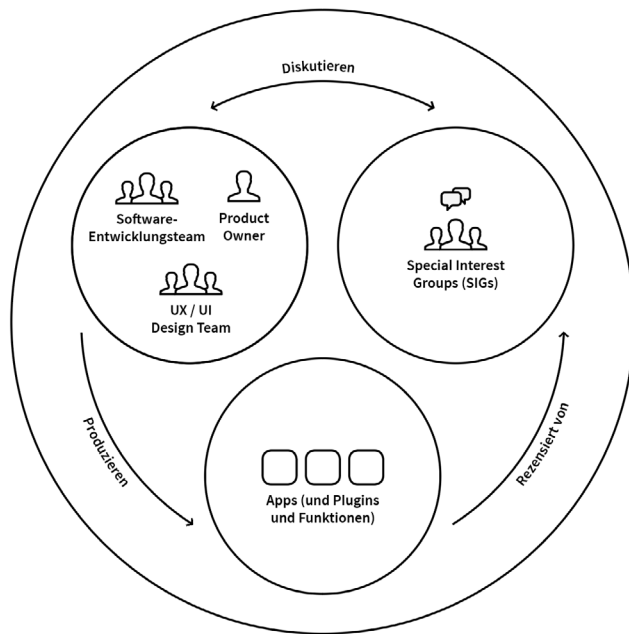 Diskutieren
Software-
Entwicklungsteam
Product
Owner
UX / UI
Design Team
Special Interest
Groups (SIGs)
Produzieren
Rezensiert von
Apps (und Plugins
und Funktionen)